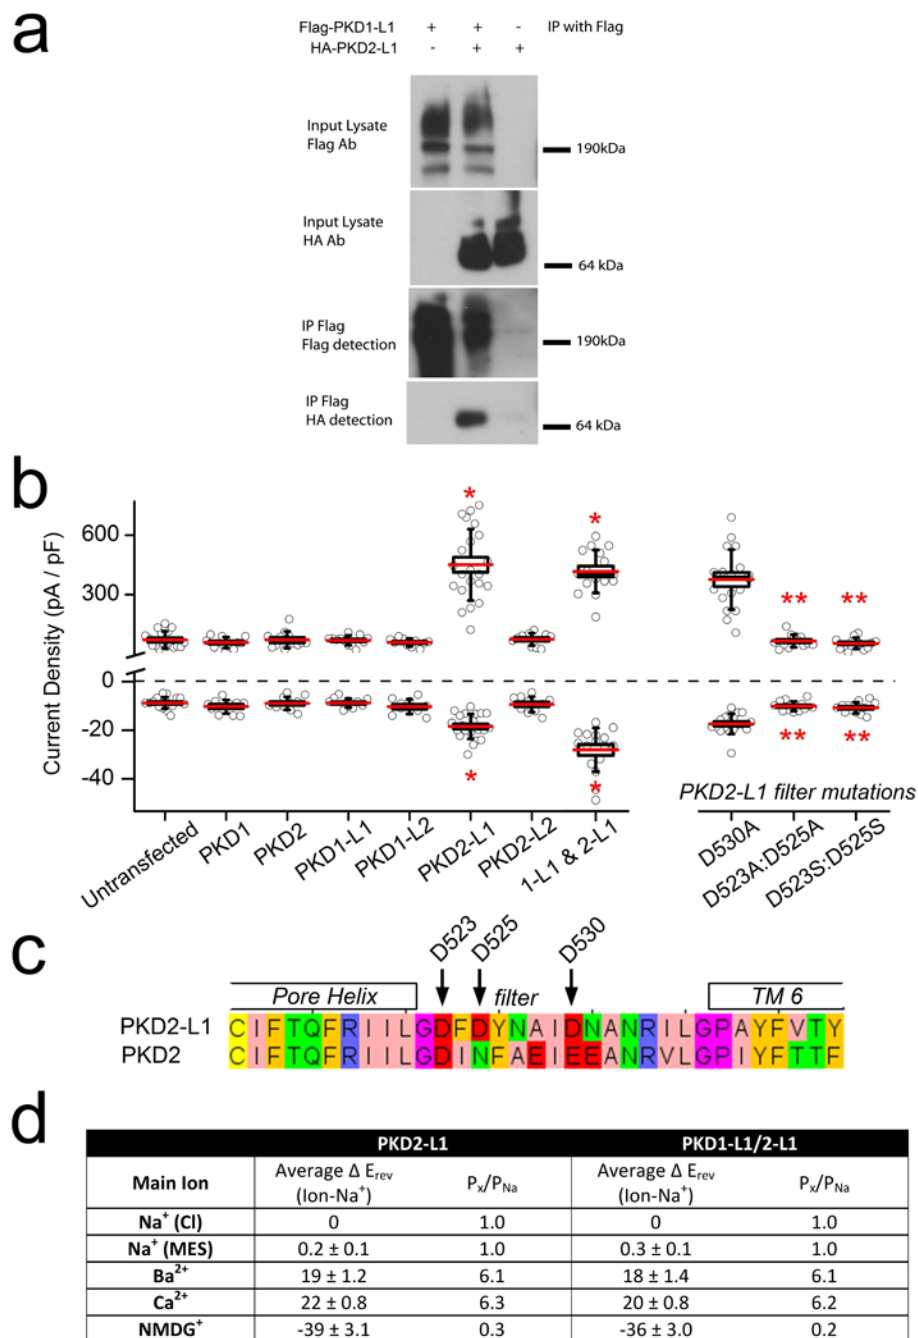 a
Flag-PKD1-L1 + + - IP with Flag
HA-PKD2-L1 - + +
Input Lysate
Flag Ab
190kDa
Input Lysate
HA Ab
64 kDa
IP Flag
Flag detection
190kDa
IP Flag
HA detection
64 kDa
b
Current Density (pA / pF)
600
300
0
-20
-40
* * ** **
* * ** **
Untransfected
PKD1
PKD2
PKD1-L1
PKD1-L2
PKD2-L1
PKD2-L2
1-L1 & 2-L1
PKD2-L1 filter mutations
D530A
D523A:D525A
D523S:D525S
c
D523 D525 D530
Pore Helix filter TM 6
PKD2-L1 CIFTQFRIILGDFDYNAIDNANRILGPAYFVTY
PKD2 CIFTQFRIILGDINFAEIEEANRVLGPIYFTTF
d
PKD2-L1 PKD1-L1/2-L1
Main Ion Average Δ Erev (Ion-Na+) Px/PNa Average Δ Erev (Ion-Na+) Px/PNa
Na+ (Cl) 0 1.0 0 1.0
Na+ (MES) 0.2 ± 0.1 1.0 0.3 ± 0.1 1.0
Ba2+ 19 ± 1.2 6.1 18 ± 1.4 6.1
Ca2+ 22 ± 0.8 6.3 20 ± 0.8 6.2
NMDG+ -39 ± 3.1 0.3 -36 ± 3.0 0.2